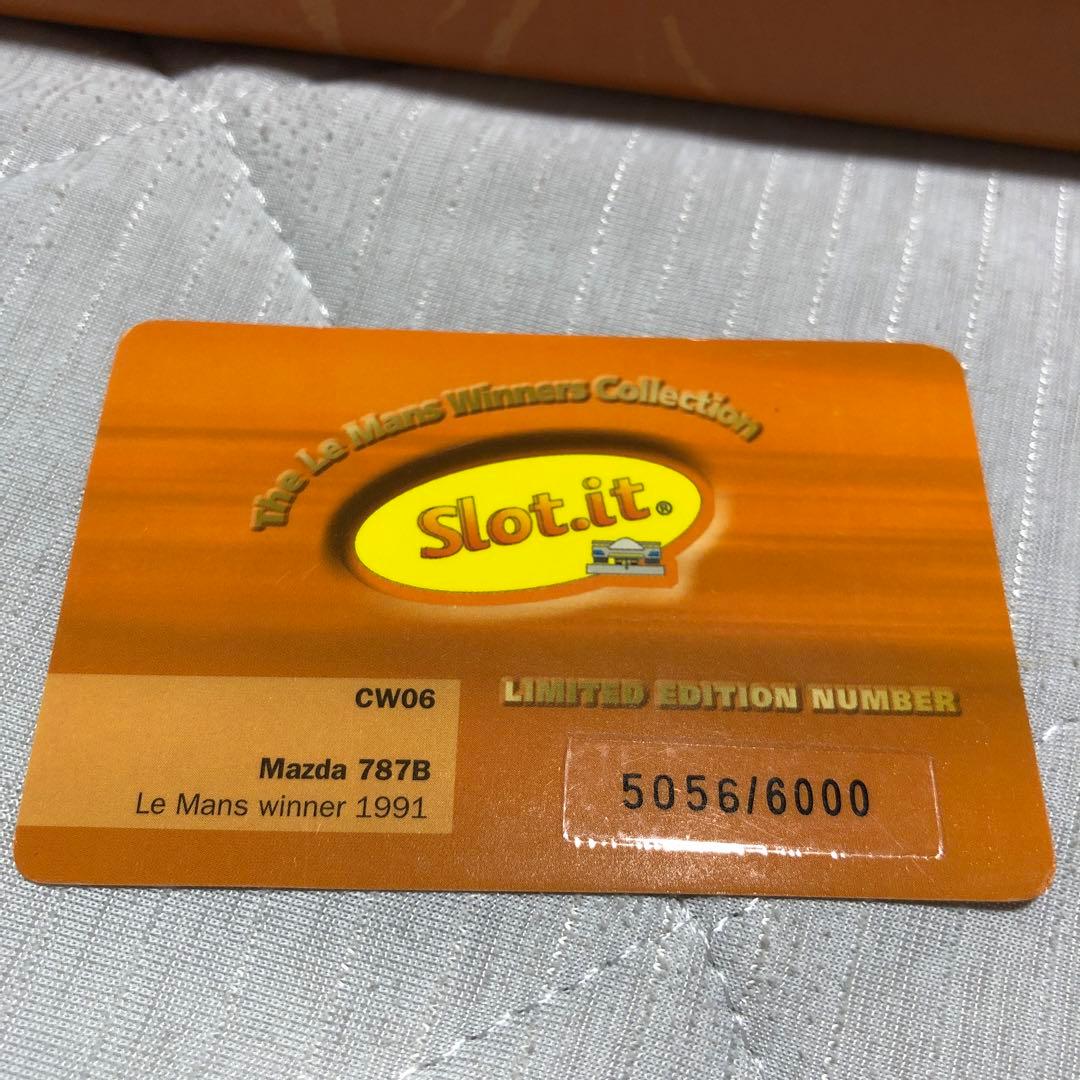 The Le Mans Winners Collection
Slot.it®
CW06
Mazda 787B
Le Mans winner 1991
LIMITED EDITION NUMBER
5056/6000